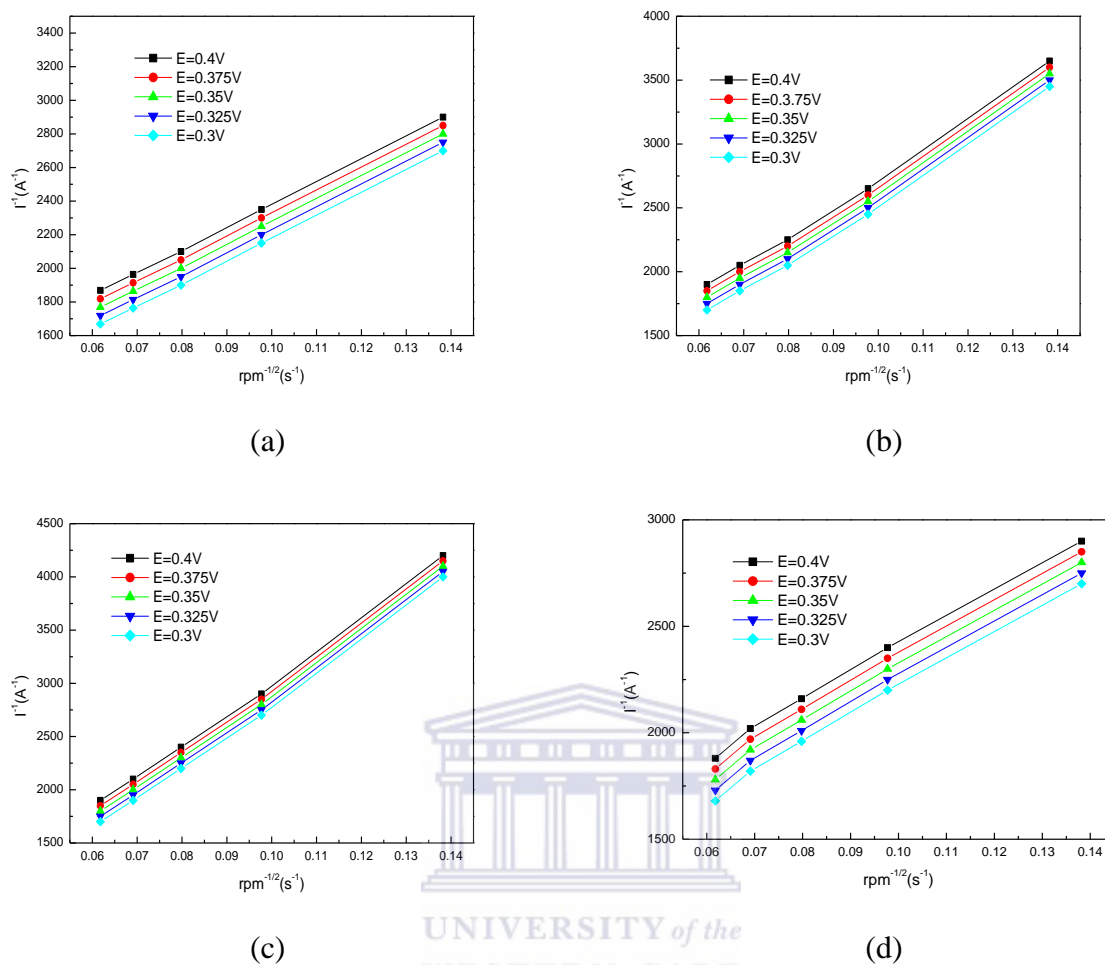 3400
3200
3000
2800
2600
2400
2200
2000
1800
1600
I⁻¹(A⁻¹)
E=0.4V
E=0.375V
E=0.35V
E=0.325V
E=0.3V
0.06 0.07 0.08 0.09 0.10 0.11 0.12 0.13 0.14
rpm⁻¹/²(s⁻¹)
(a)
4000
3500
3000
2500
2000
1500
I⁻¹(A⁻¹)
E=0.4V
E=0.3.75V
E=0.35V
E=0.325V
E=0.3V
0.06 0.07 0.08 0.09 0.10 0.11 0.12 0.13 0.14
rpm⁻¹/²(s⁻¹)
(b)
4500
4000
3500
3000
2500
2000
1500
I⁻¹(A⁻¹)
E=0.4V
E=0.375V
E=0.35V
E=0.325V
E=0.3V
0.06 0.07 0.08 0.09 0.10 0.11 0.12 0.13 0.14
rpm⁻¹/²(s⁻¹)
(c)
3000
2500
2000
1500
I⁻¹(A⁻¹)
E=0.4V
E=0.375V
E=0.35V
E=0.325V
E=0.3V
0.06 0.07 0.08 0.09 0.10 0.11 0.12 0.13 0.14
rpm⁻¹/²(s⁻¹)
(d)
UNIVERSITY of the